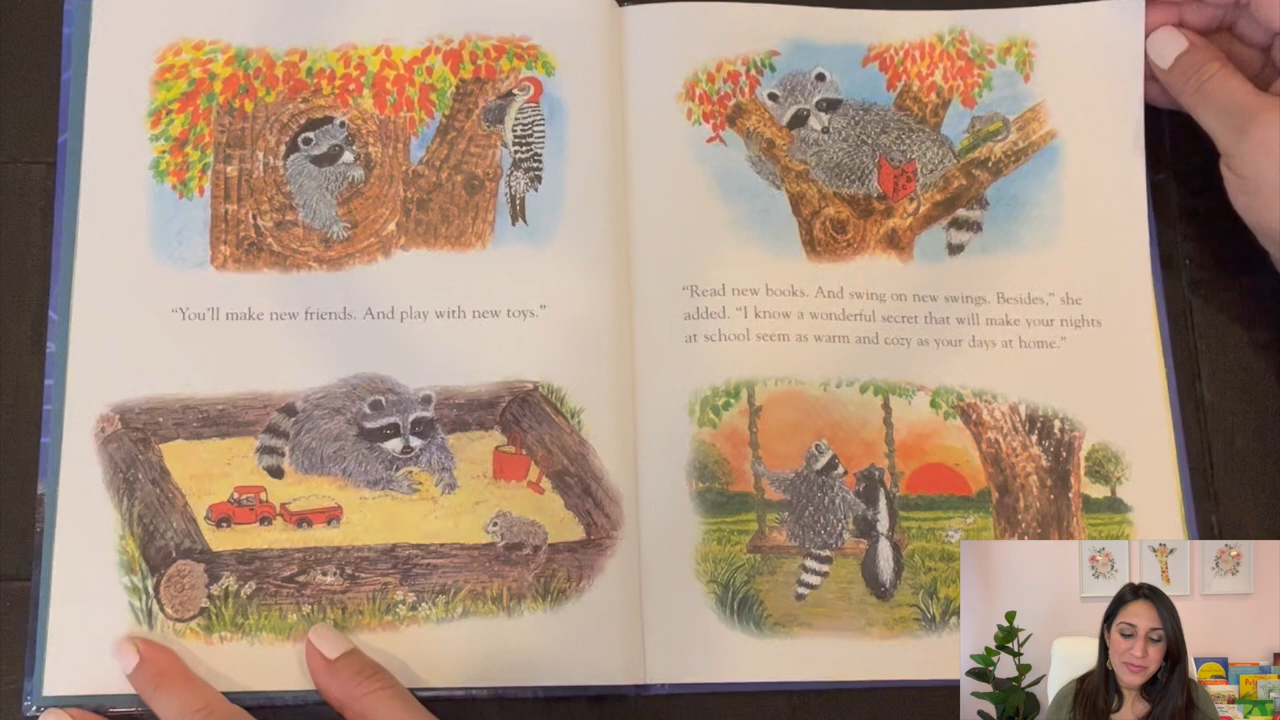 “You’ll make new friends. And play with new toys.”
“Read new books. And swing on new swings. Besides,” she
added. “I know a wonderful secret that will make your nights
at school seem as warm and cozy as your days at home.”